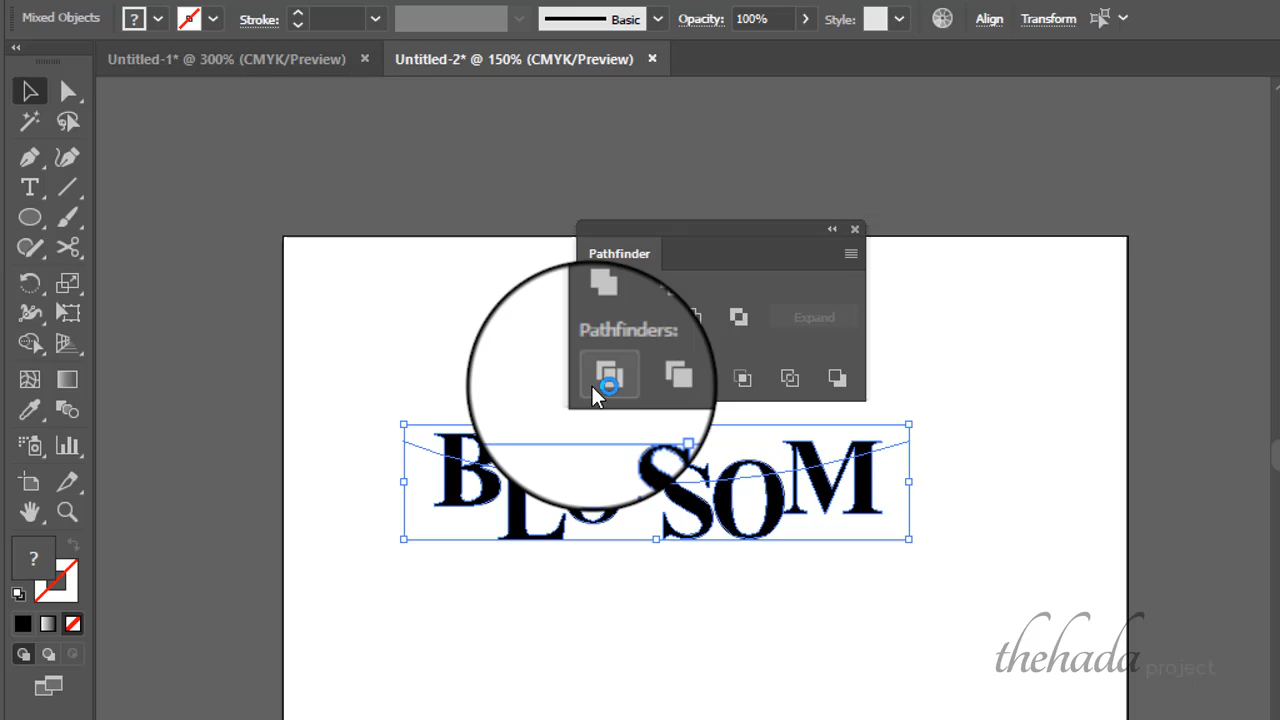 Mixed Objects ? Stroke: Basic Opacity: 100% Style: Align Transform
Untitled-1* @ 300% (CMYK/Preview) Untitled-2* @ 150% (CMYK/Preview)
Pathfinder
Expand
Pathfinders:
BLOSSOM
?
thehada project